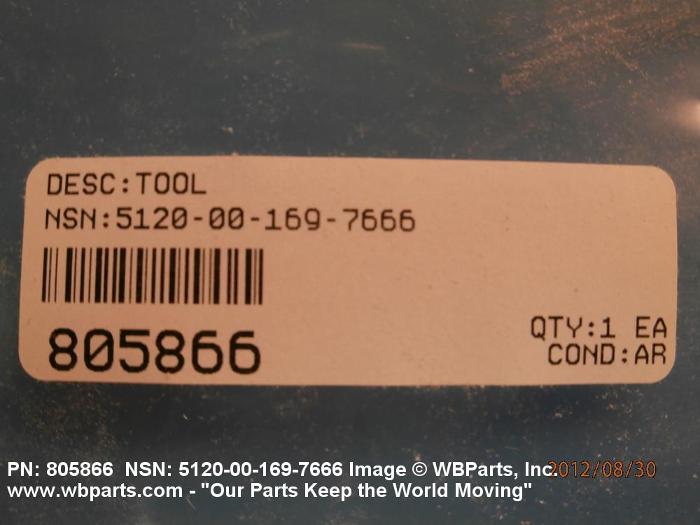 DESC:TOOL
NSN:5120-00-169-7666
805866
QTY:1 EA
COND:AR
PN: 805866 NSN: 5120-00-169-7666 Image © WBParts, Inc. 2012/08/30
www.wbparts.com - "Our Parts Keep the World Moving"